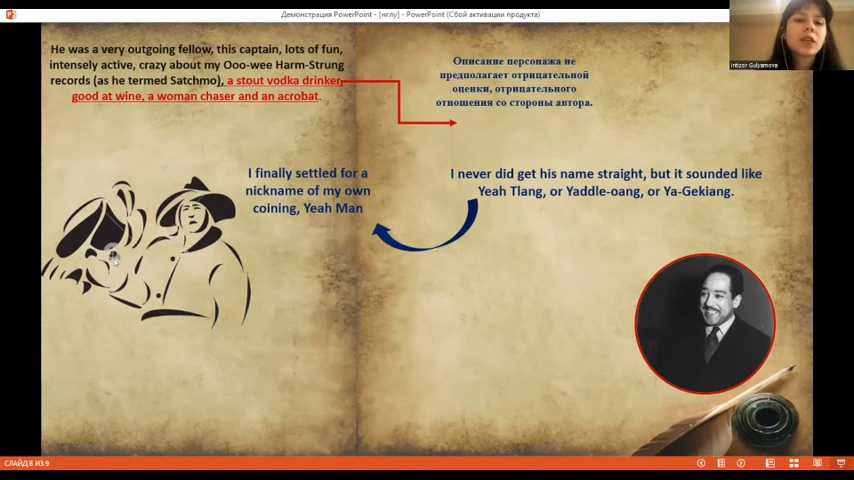 Демонстрация PowerPoint - [нглу] - PowerPoint (Сбой активации продукта)
He was a very outgoing fellow, this captain, lots of fun,
intensely active, crazy about my Ooo-wee Harm-Strung
records (as he termed Satchmo), a stout vodka drinker,
good at wine, a woman chaser and an acrobat.
Описание персонажа не
предполагает отрицательной
оценки, отрицательного
отношения со стороны автора.
I finally settled for a
nickname of my own
coining, Yeah Man
I never did get his name straight, but it sounded like
Yeah Tlang, or Yaddle-oang, or Ya-Gekiang.
Intizor Gulyamova
СЛАЙД 8 ИЗ 9